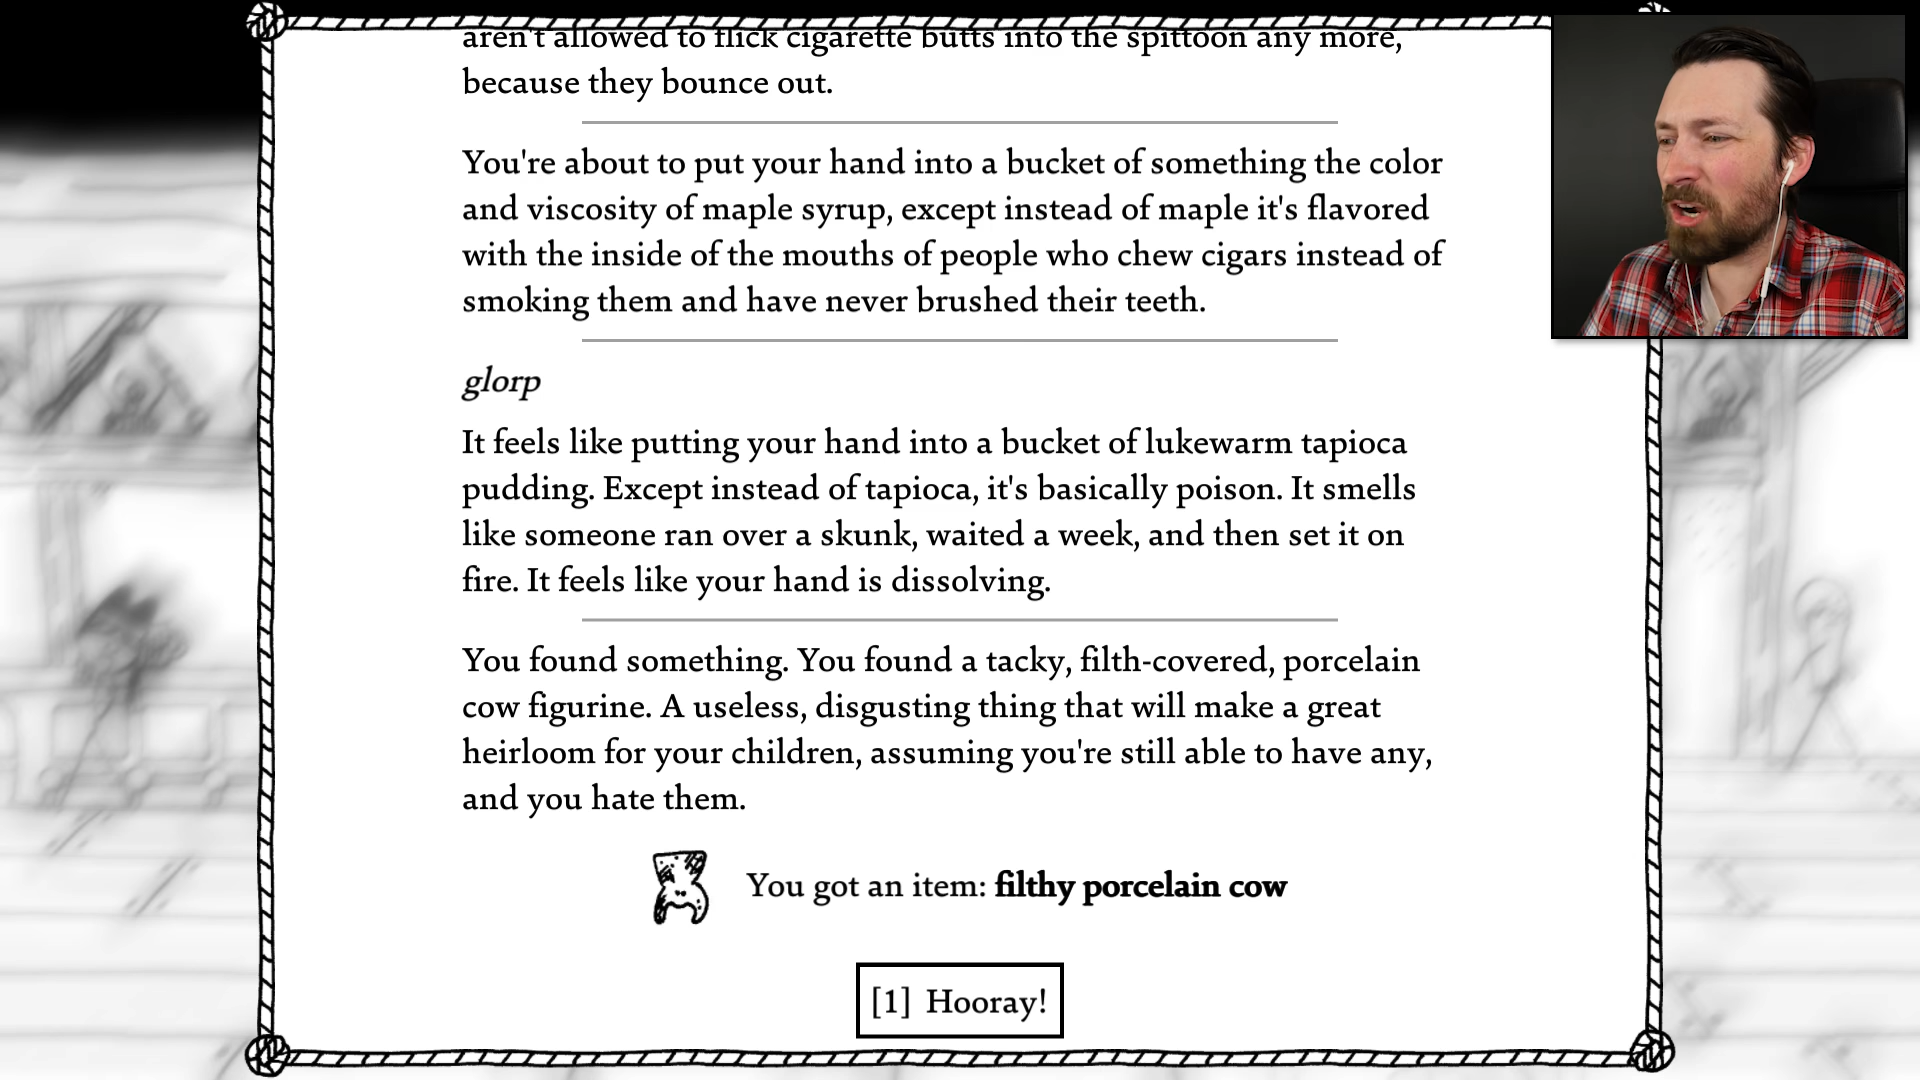 aren't allowed to flick cigarette butts into the spittoon any more,
because they bounce out.
You're about to put your hand into a bucket of something the color
and viscosity of maple syrup, except instead of maple it's flavored
with the inside of the mouths of people who chew cigars instead of
smoking them and have never brushed their teeth.
glorp
It feels like putting your hand into a bucket of lukewarm tapioca
pudding. Except instead of tapioca, it's basically poison. It smells
like someone ran over a skunk, waited a week, and then set it on
fire. It feels like your hand is dissolving.
You found something. You found a tacky, filth-covered, porcelain
cow figurine. A useless, disgusting thing that will make a great
heirloom for your children, assuming you're still able to have any,
and you hate them.
You got an item: filthy porcelain cow
[1] Hooray!